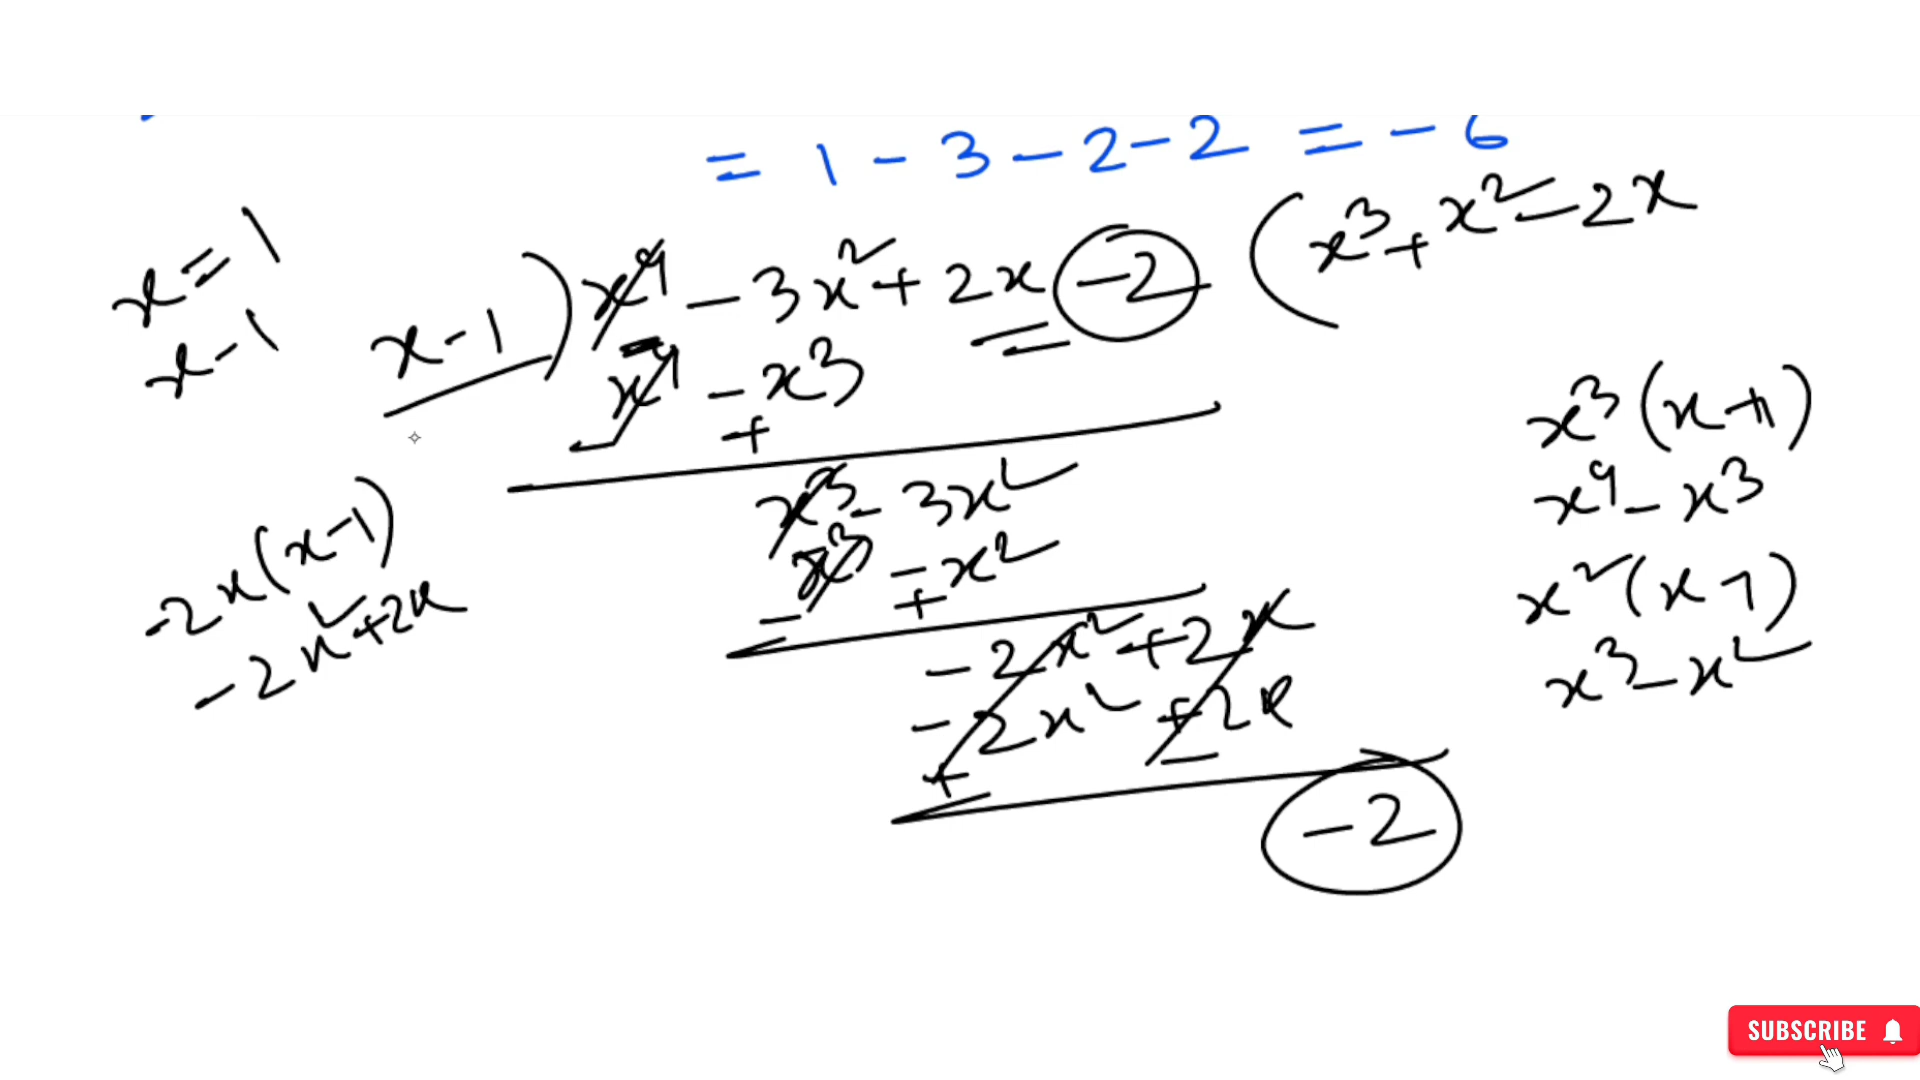 = 1 - 3 - 2 - 2 = - 6
x = 1
x - 1
x - 1 ) x⁴ - 3x² + 2x - 2 ( x³ + x² - 2x
x⁴ - x³
+
x³ - 3x²
x³ - x²
- +
- 2x² + 2x
- 2x² + 2x
+ -
- 2
-2x(x-1)
-2x²+2x
x³(x-1)
x⁴ - x³
x²(x-1)
x³ - x²
SUBSCRIBE